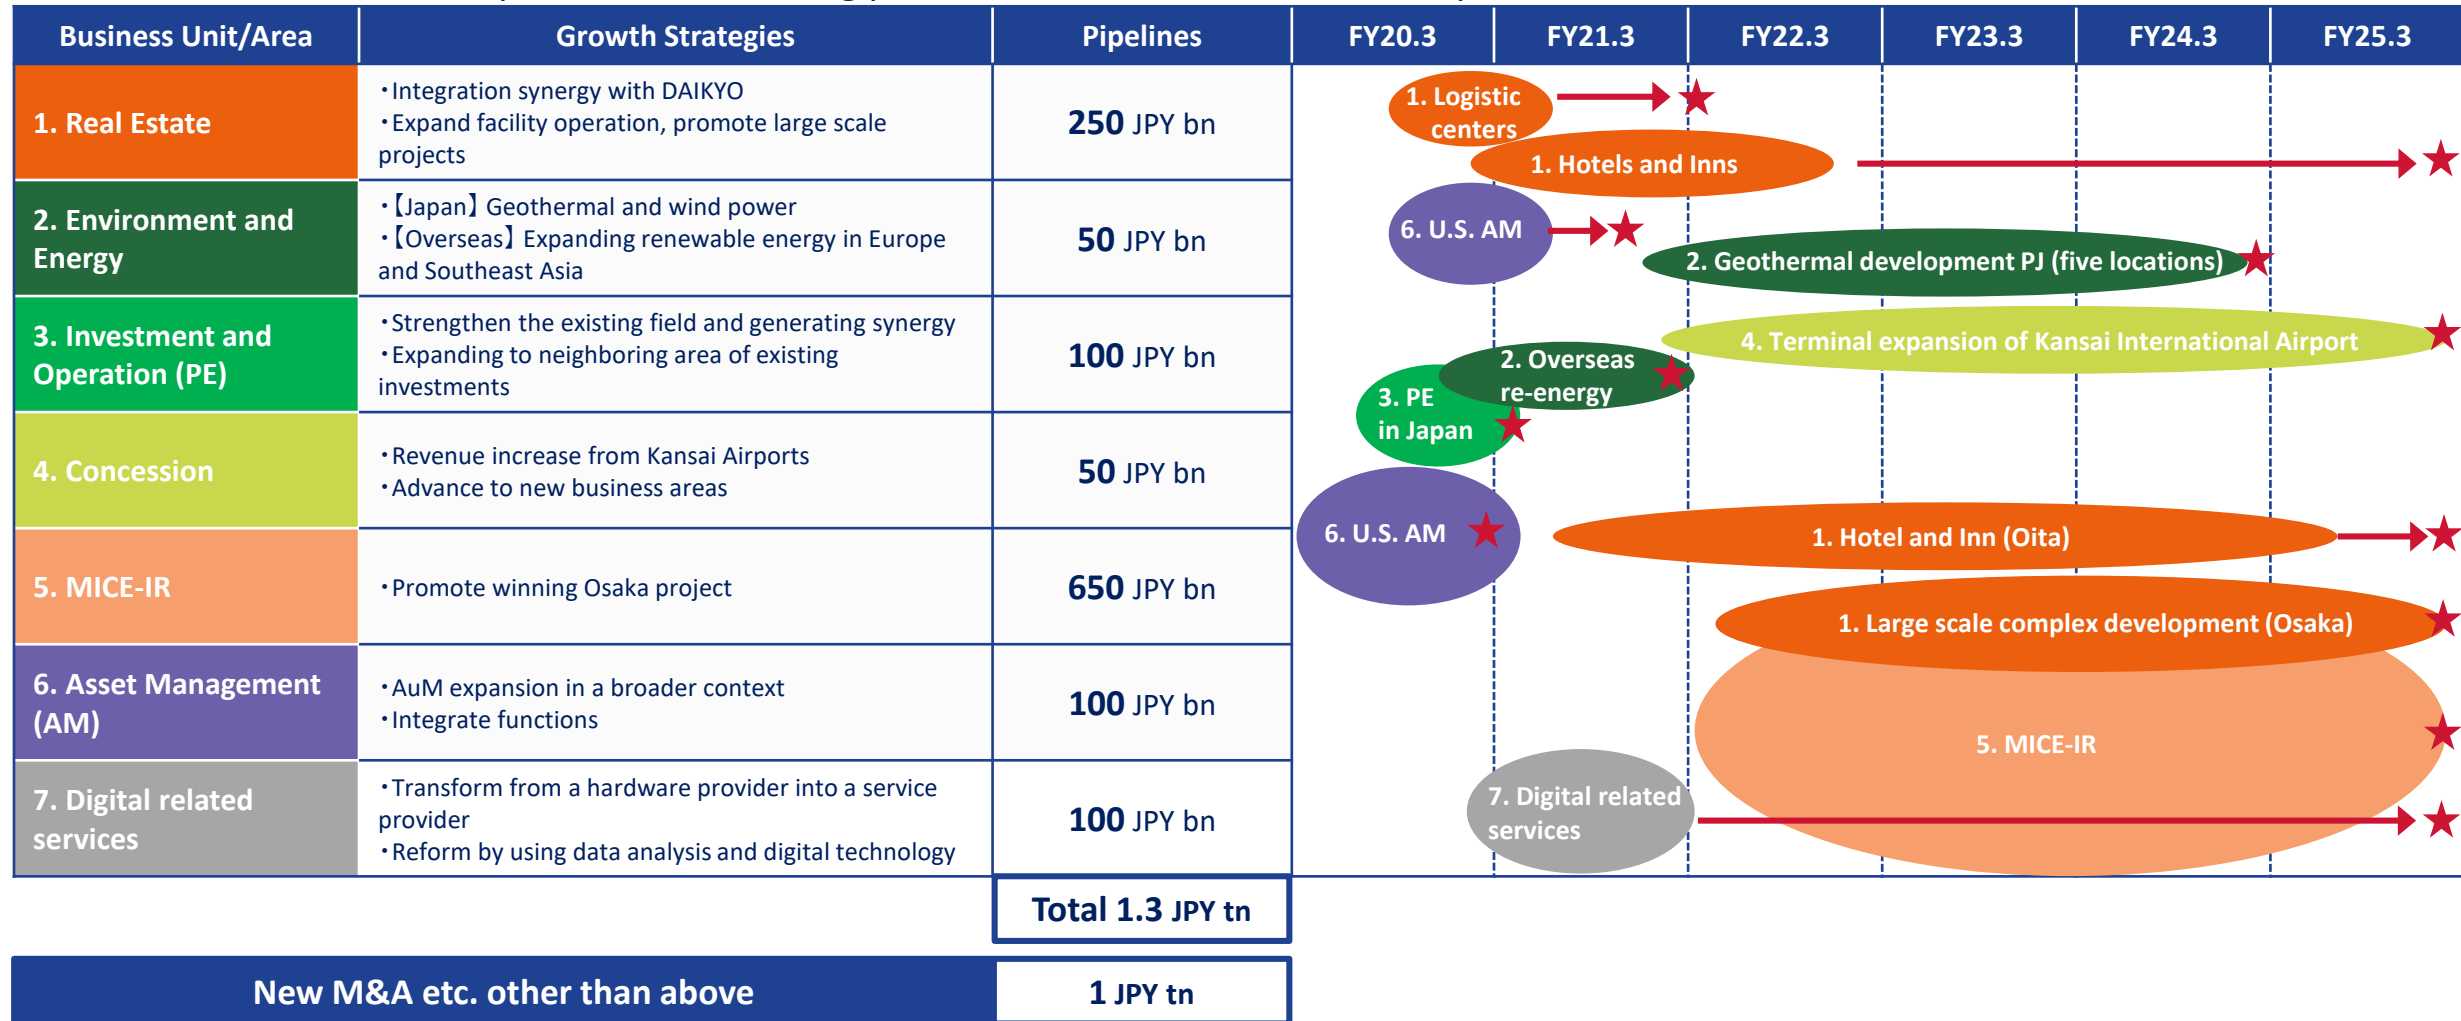 Business Unit/Area
Growth Strategies
Pipelines
FY20.3
FY21.3
FY22.3
FY23.3
FY24.3
FY25.3
1. Real Estate
・Integration synergy with DAIKYO
・Expand facility operation, promote large scale
projects
250 JPY bn
2. Environment and
Energy
・【Japan】 Geothermal and wind power
・【Overseas】 Expanding renewable energy in Europe
and Southeast Asia
50 JPY bn
3. Investment and
Operation (PE)
・Strengthen the existing field and generating synergy
・Expanding to neighboring area of existing
investments
100 JPY bn
4. Concession
・Revenue increase from Kansai Airports
・Advance to new business areas
50 JPY bn
5. MICE-IR
・Promote winning Osaka project
650 JPY bn
6. Asset Management
(AM)
・AuM expansion in a broader context
・Integrate functions
100 JPY bn
7. Digital related
services
・Transform from a hardware provider into a service
provider
・Reform by using data analysis and digital technology
100 JPY bn
1. Logistic
centers
1. Hotels and Inns
6. U.S. AM
2. Geothermal development PJ (five locations)
4. Terminal expansion of Kansai International Airport
2. Overseas
re-energy
3. PE
in Japan
6. U.S. AM
1. Hotel and Inn (Oita)
1. Large scale complex development (Osaka)
5. MICE-IR
7. Digital related
services
Total 1.3 JPY tn
New M&A etc. other than above
1 JPY tn